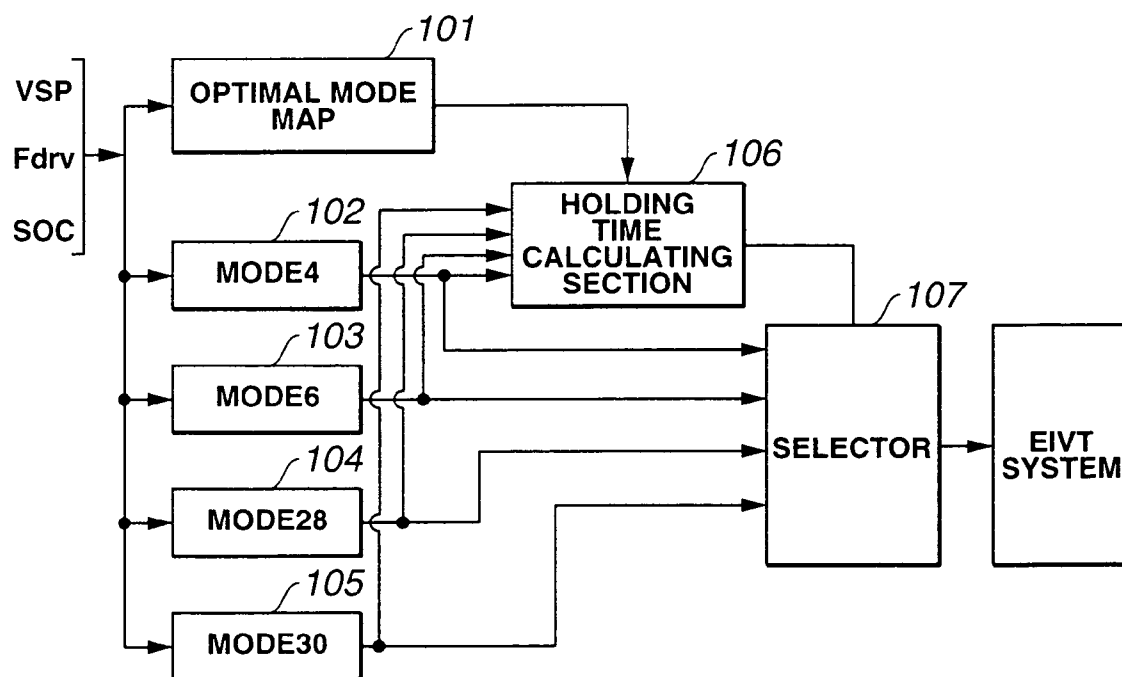 101
VSP
Fdrv
SOC
OPTIMAL MODE
MAP
106
HOLDING
TIME
CALCULATING
SECTION
102
MODE4
107
103
MODE6
SELECTOR
EIVT
SYSTEM
104
MODE28
105
MODE30